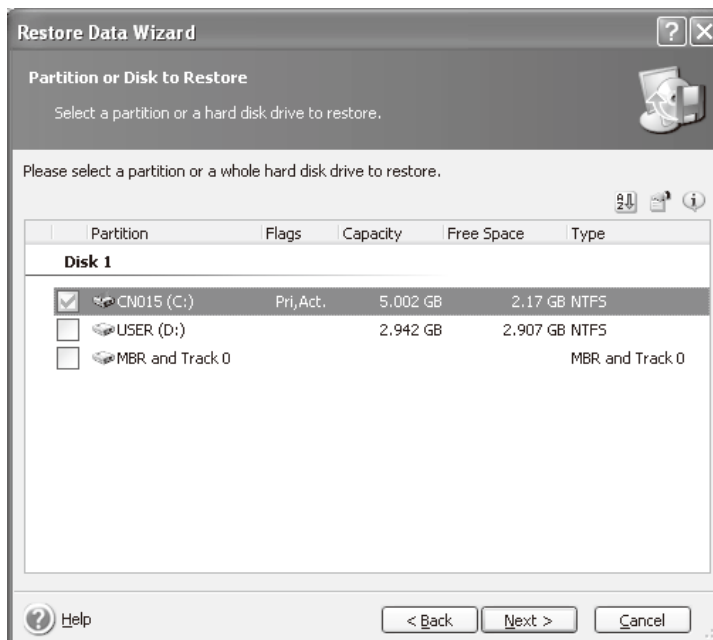 Restore Data Wizard
Partition or Disk to Restore
Select a partition or a hard disk drive to restore.
Please select a partition or a whole hard disk drive to restore.
Partition Flags Capacity Free Space Type
Disk 1
CN015 (C:) Pri,Act. 5.002 GB 2.17 GB NTFS
USER (D:) 2.942 GB 2.907 GB NTFS
MBR and Track 0 MBR and Track 0
Help < Back Next > Cancel